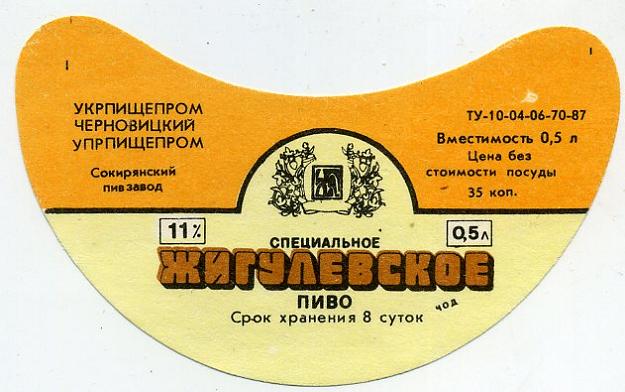 УКРПИЩЕПРОМ
ЧЕРНОВИЦКИЙ
УПРПИЩЕПРОМ
Сокирянский
пивзавод
ТУ-10-04-06-70-87
Вместимость 0,5 л
Цена без
стоимости посуды
35 коп.
11%
0,5л
СПЕЦИАЛЬНОЕ
ЖИГУЛЕВСКОЕ
ПИВО
Срок хранения 8 суток
чод